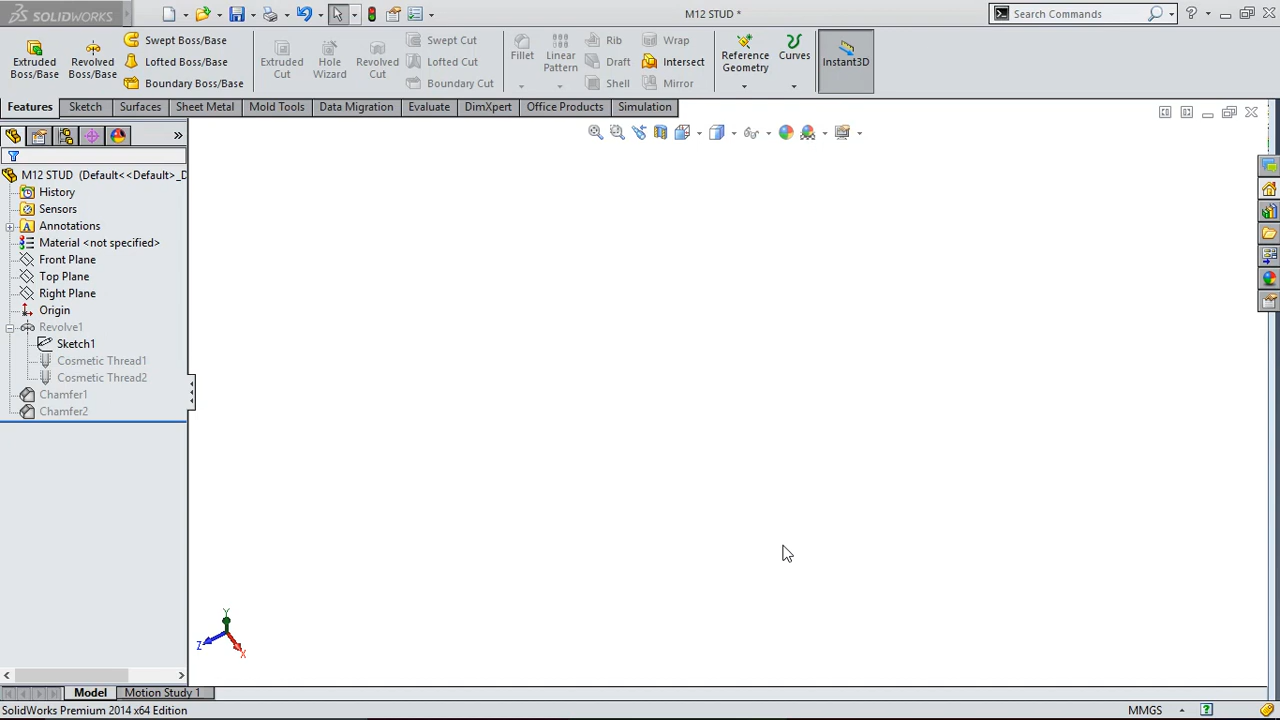 SOLIDWORKS
M12 STUD *
Search Commands
Extruded Boss/Base
Revolved Boss/Base
Swept Boss/Base
Lofted Boss/Base
Boundary Boss/Base
Extruded Cut
Hole Wizard
Revolved Cut
Swept Cut
Lofted Cut
Boundary Cut
Fillet
Linear Pattern
Rib
Draft
Shell
Wrap
Intersect
Mirror
Reference Geometry
Curves
Instant3D
Features
Sketch
Surfaces
Sheet Metal
Mold Tools
Data Migration
Evaluate
DimXpert
Office Products
Simulation
M12 STUD (Default<<Default>_D
History
Sensors
Annotations
Material <not specified>
Front Plane
Top Plane
Right Plane
Origin
Revolve1
Sketch1
Cosmetic Thread1
Cosmetic Thread2
Chamfer1
Chamfer2
Y
Z
X
Model
Motion Study 1
SolidWorks Premium 2014 x64 Edition
MMGS